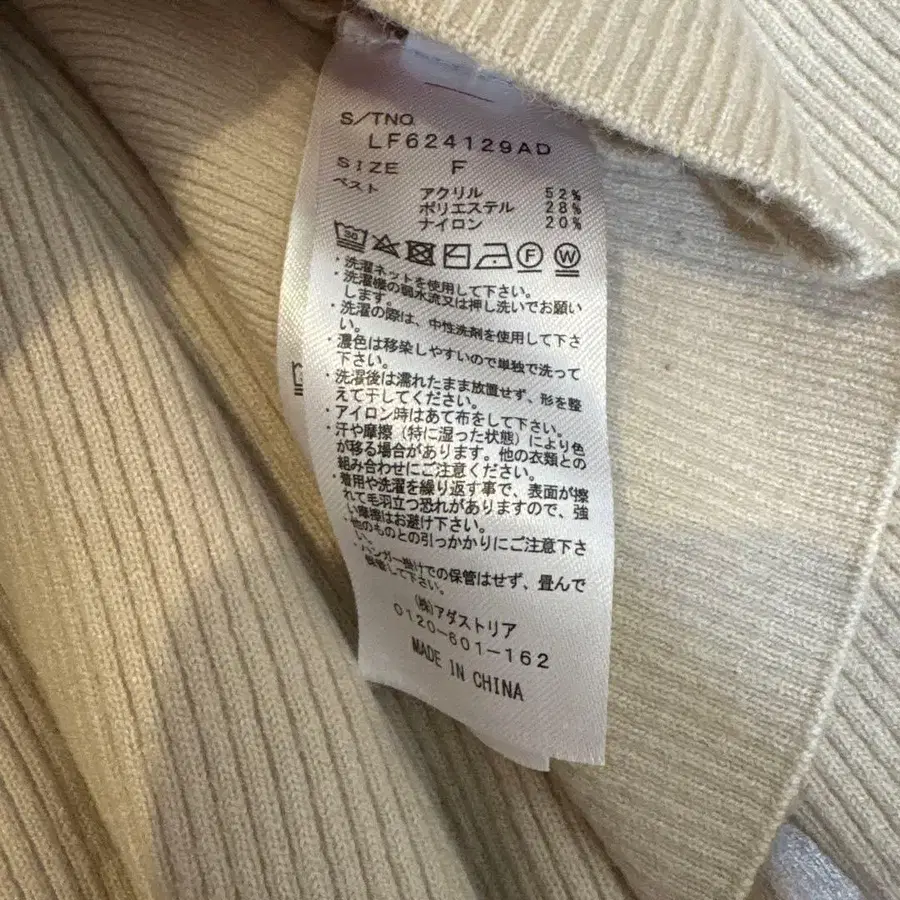 S/TNO.
LF624129AD
SIZE F
ベスト アクリル 52%
ポリエステル 28%
ナイロン 20%
30 F W
・洗濯ネットを使用して下さい。
・洗濯機の弱水流又は押し洗いでお願い
します。
・洗濯の際は、中性洗剤を使用して下さ
い。
・濃色は移染しやすいので単独で洗って
下さい。
・洗濯後は濡れたまま放置せず、形を整
えて干してください。
・アイロン時はあて布をして下さい。
・汗や摩擦（特に湿った状態）により色
が移る場合があります。他の衣類との
組み合わせにご注意ください。
・着用や洗濯を繰り返す事で、表面が擦
れて毛羽立つ恐れがありますので、強
い摩擦はお避け下さい。
・他のものとの引っかかりにご注意下さ
い。
・ハンガー掛けでの保管はせず、畳んで
保管して下さい。
(株)アダストリア
0120-601-162
MADE IN CHINA